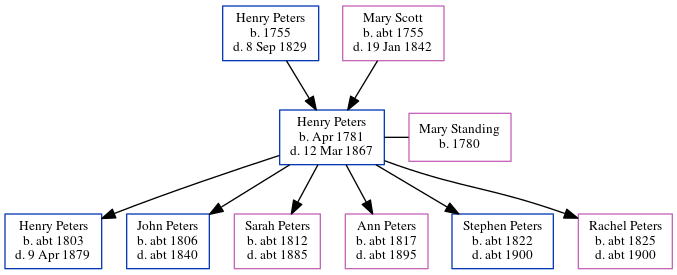 Henry Peters
b. 1755
d. 8 Sep 1829
Mary Scott
b. abt 1755
d. 19 Jan 1842
Henry Peters
b. Apr 1781
d. 12 Mar 1867
Mary Standing
b. 1780
Henry Peters
b. abt 1803
d. 9 Apr 1879
John Peters
b. abt 1806
d. abt 1840
Sarah Peters
b. abt 1812
d. abt 1885
Ann Peters
b. abt 1817
d. abt 1895
Stephen Peters
b. abt 1822
d. abt 1900
Rachel Peters
b. abt 1825
d. abt 1900